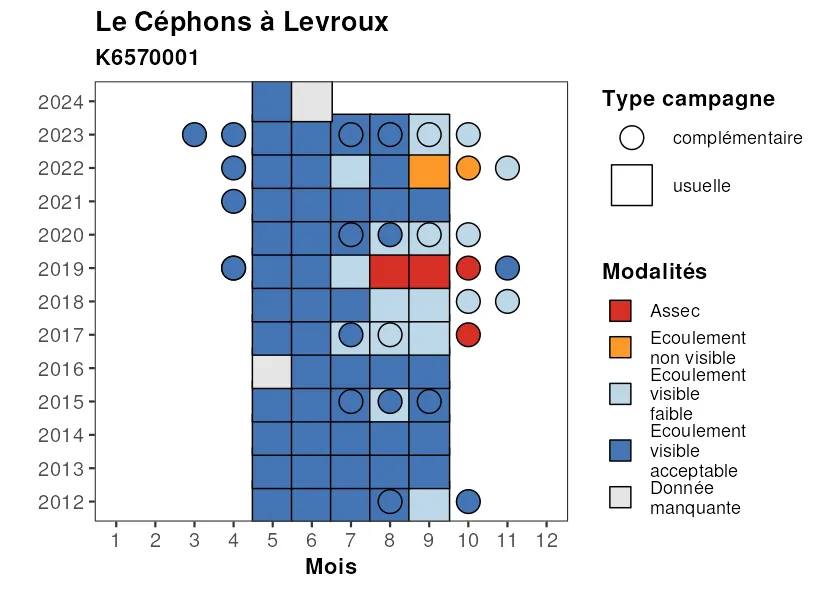 Le Céphons à Levroux
K6570001
2024
2023
2022
2021
2020
2019
2018
2017
2016
2015
2014
2013
2012
1 2 3 4 5 6 7 8 9 10 11 12
Mois
Type campagne
complémentaire
usuelle
Modalités
Assec
Ecoulement
non visible
Ecoulement
visible
faible
Ecoulement
visible
acceptable
Donnée
manquante